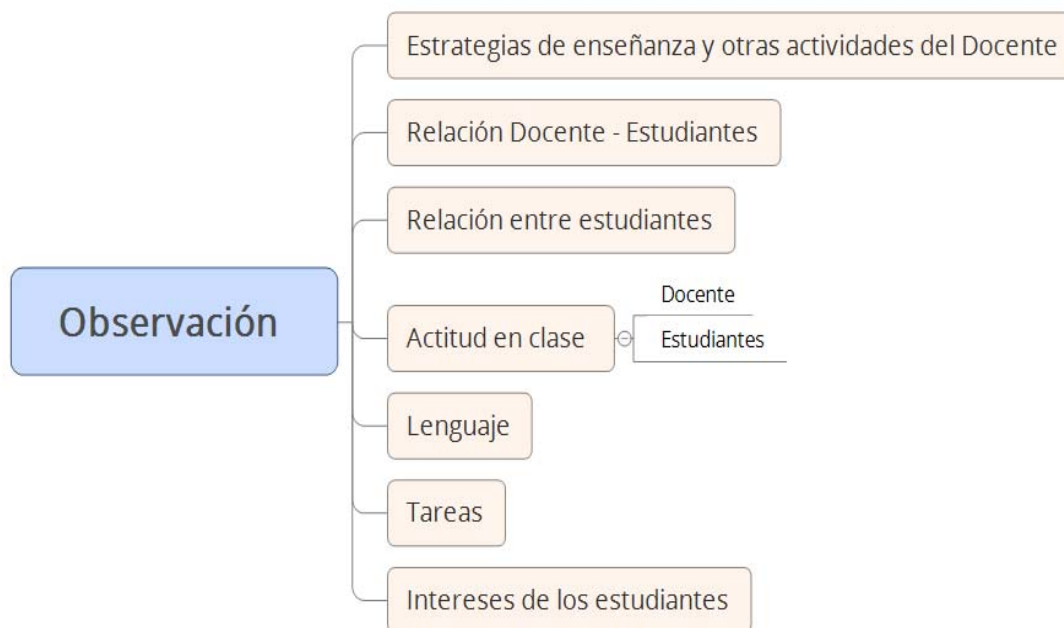 Observación
Estrategias de enseñanza y otras actividades del Docente
Relación Docente - Estudiantes
Relación entre estudiantes
Actitud en clase
Docente
Estudiantes
Lenguaje
Tareas
Intereses de los estudiantes